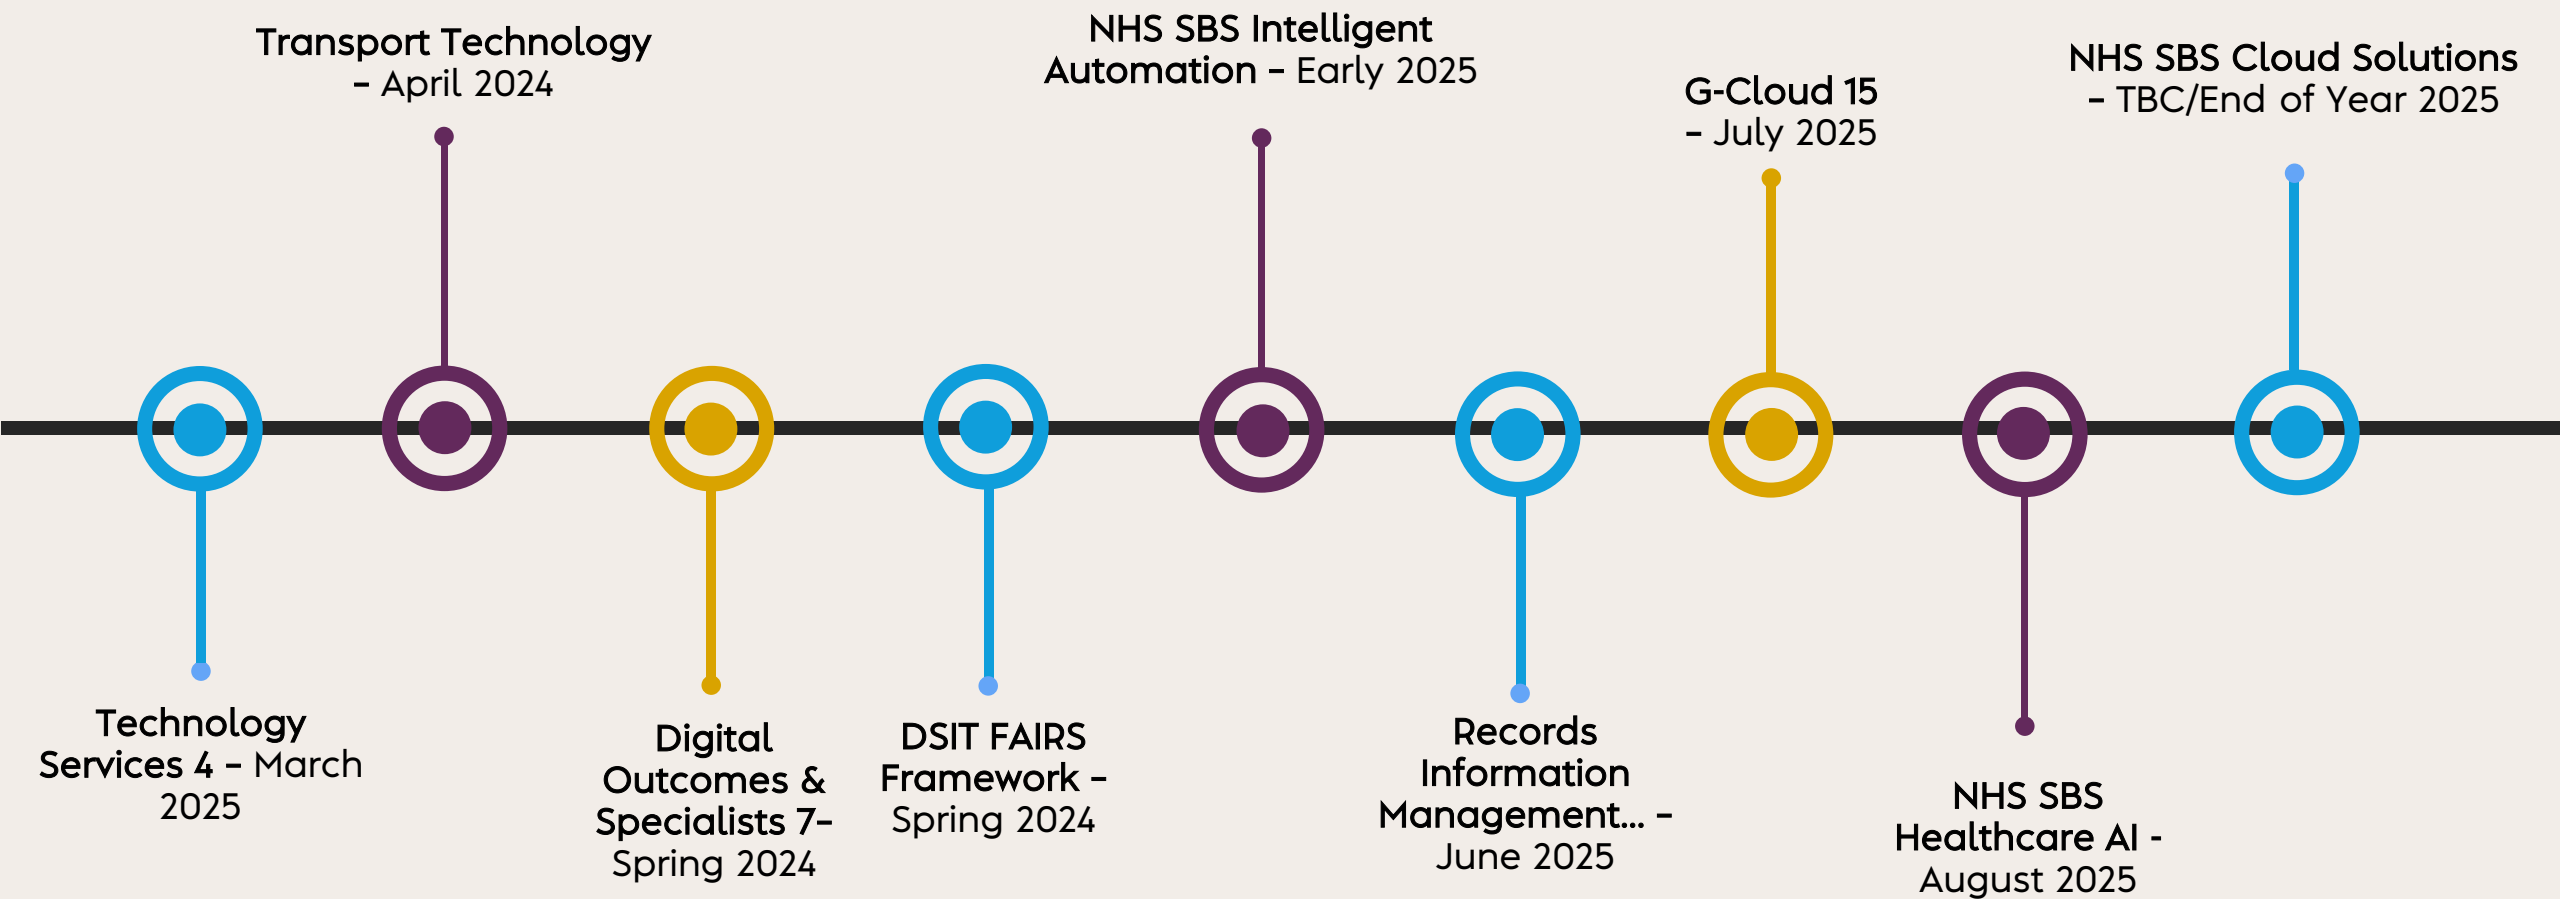 Transport Technology
– April 2024
NHS SBS Intelligent
Automation – Early 2025
G-Cloud 15
– July 2025
NHS SBS Cloud Solutions
– TBC/End of Year 2025
Technology
Services 4 – March
2025
Digital
Outcomes &
Specialists 7–
Spring 2024
DSIT FAIRS
Framework –
Spring 2024
Records
Information
Management... –
June 2025
NHS SBS
Healthcare AI -
August 2025